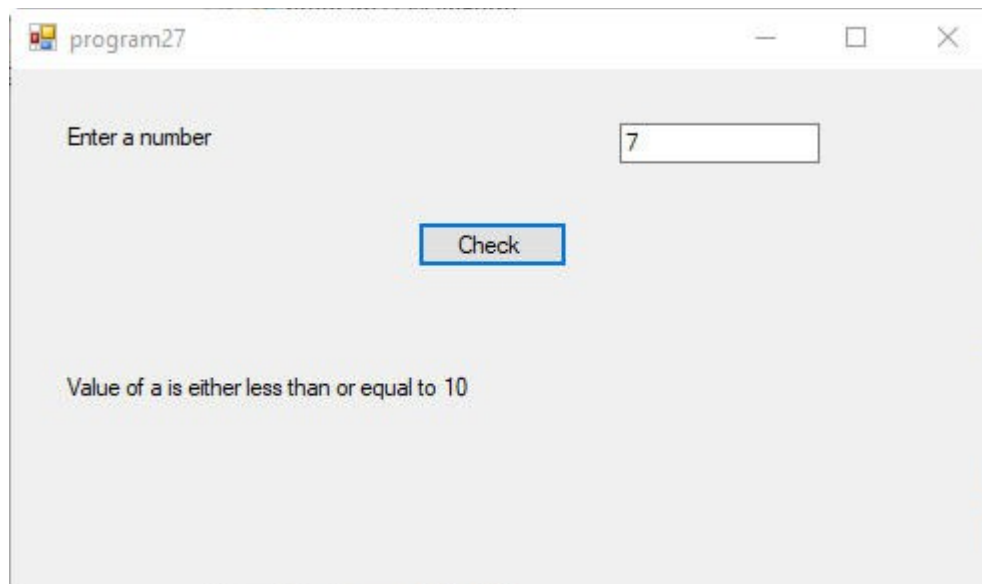 program27
Enter a number
7
Check
Value of a is either less than or equal to 10